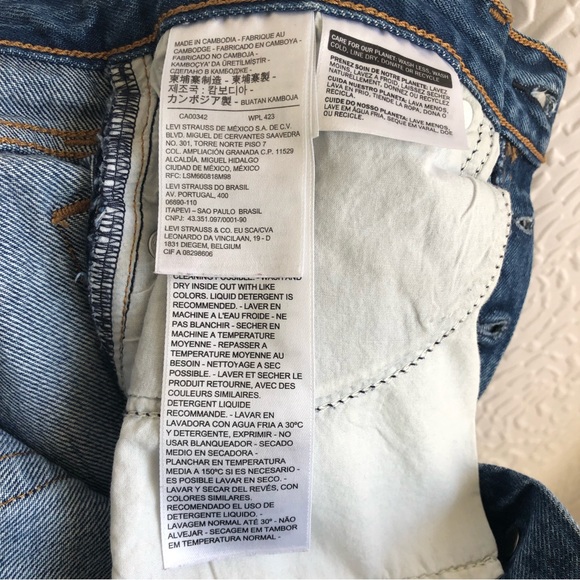 MADE IN CAMBODIA - FABRIQUE AU
CAMBODGE - FABRICADO EN CAMBOYA -
FABRICADO NO CAMBOJA -
KAMBOÇYA'DA ÜRETİLMİŞTİR -
СДЕЛАНО В КАМБОДЖЕ -
柬埔寨制造 - 柬埔寨製 -
제조국 : 캄보디아 -
カンボジア製 - BUATAN KAMBOJA
CA00342 WPL 423
LEVI STRAUSS DE MÉXICO S.A. DE C.V.
BLVD. MIGUEL DE CERVANTES SAAVEDRA
NO. 301, TORRE NORTE PISO 7
COL. AMPLIACIÓN GRANADA C.P. 11529
ALCALDÍA. MIGUEL HIDALGO
CIUDAD DE MÉXICO, MÉXICO
RFC: LSM660818M98
LEVI STRAUSS DO BRASIL
AV. PORTUGAL, 400
06690-110
ITAPEVI – SAO PAULO BRASIL
CNPJ: 43.351.097/0001-90
LEVI STRAUSS & CO. EU SCA/CVA
LEONARDO DA VINCILAAN, 19 - D
1831 DIEGEM, BELGIUM
CIF A 08298606
CARE FOR OUR PLANET: WASH LESS, WASH
COLD, LINE DRY, DONATE OR RECYCLE.
PRENEZ SOIN DE NOTRE PLANÈTE: LAVEZ
MOINS, LAVEZ À FROID, LAISSEZ SÉCHER
NATURELLEMENT, DONNEZ OU RECYCLEZ
CUIDA NUESTRO PLANETA: LAVA MENOS,
LAVA EN FRÍO, TIENDE LA ROPA, DONA O
RECICLA.
CUIDE DO NOSSO PLANETA: LAVE MENOS,
LAVE EM ÁGUA FRIA, SEQUE EM VARAL, DOE
OU RECICLE.
CLEANING POSSIBLE. - WASH AND
DRY INSIDE OUT WITH LIKE
COLORS. LIQUID DETERGENT IS
RECOMMENDED. - LAVER EN
MACHINE A L'EAU FROIDE - NE
PAS BLANCHIR - SECHER EN
MACHINE A TEMPERATURE
MOYENNE - REPASSER A
TEMPERATURE MOYENNE AU
BESOIN - NETTOYAGE A SEC
POSSIBLE. - LAVER ET SECHER LE
PRODUIT RETOURNE, AVEC DES
COULEURS SIMILAIRES.
DETERGENT LIQUIDE
RECOMMANDE. - LAVAR EN
LAVADORA CON AGUA FRIA A 30ºC
Y DETERGENTE, EXPRIMIR - NO
USAR BLANQUEADOR - SECADO
MEDIO EN SECADORA -
PLANCHAR EN TEMPERATURA
MEDIA A 150ºC SI ES NECESARIO -
ES POSIBLE LAVAR EN SECO. -
LAVAR Y SECAR DEL REVÉS, CON
COLORES SIMILARES.
RECOMENDADO EL USO DE
DETERGENTE LIQUIDO. -
LAVAGEM NORMAL ATÉ 30º - NÃO
ALVEJAR - SECAGEM EM TAMBOR
EM TEMPERATURA NORMAL -